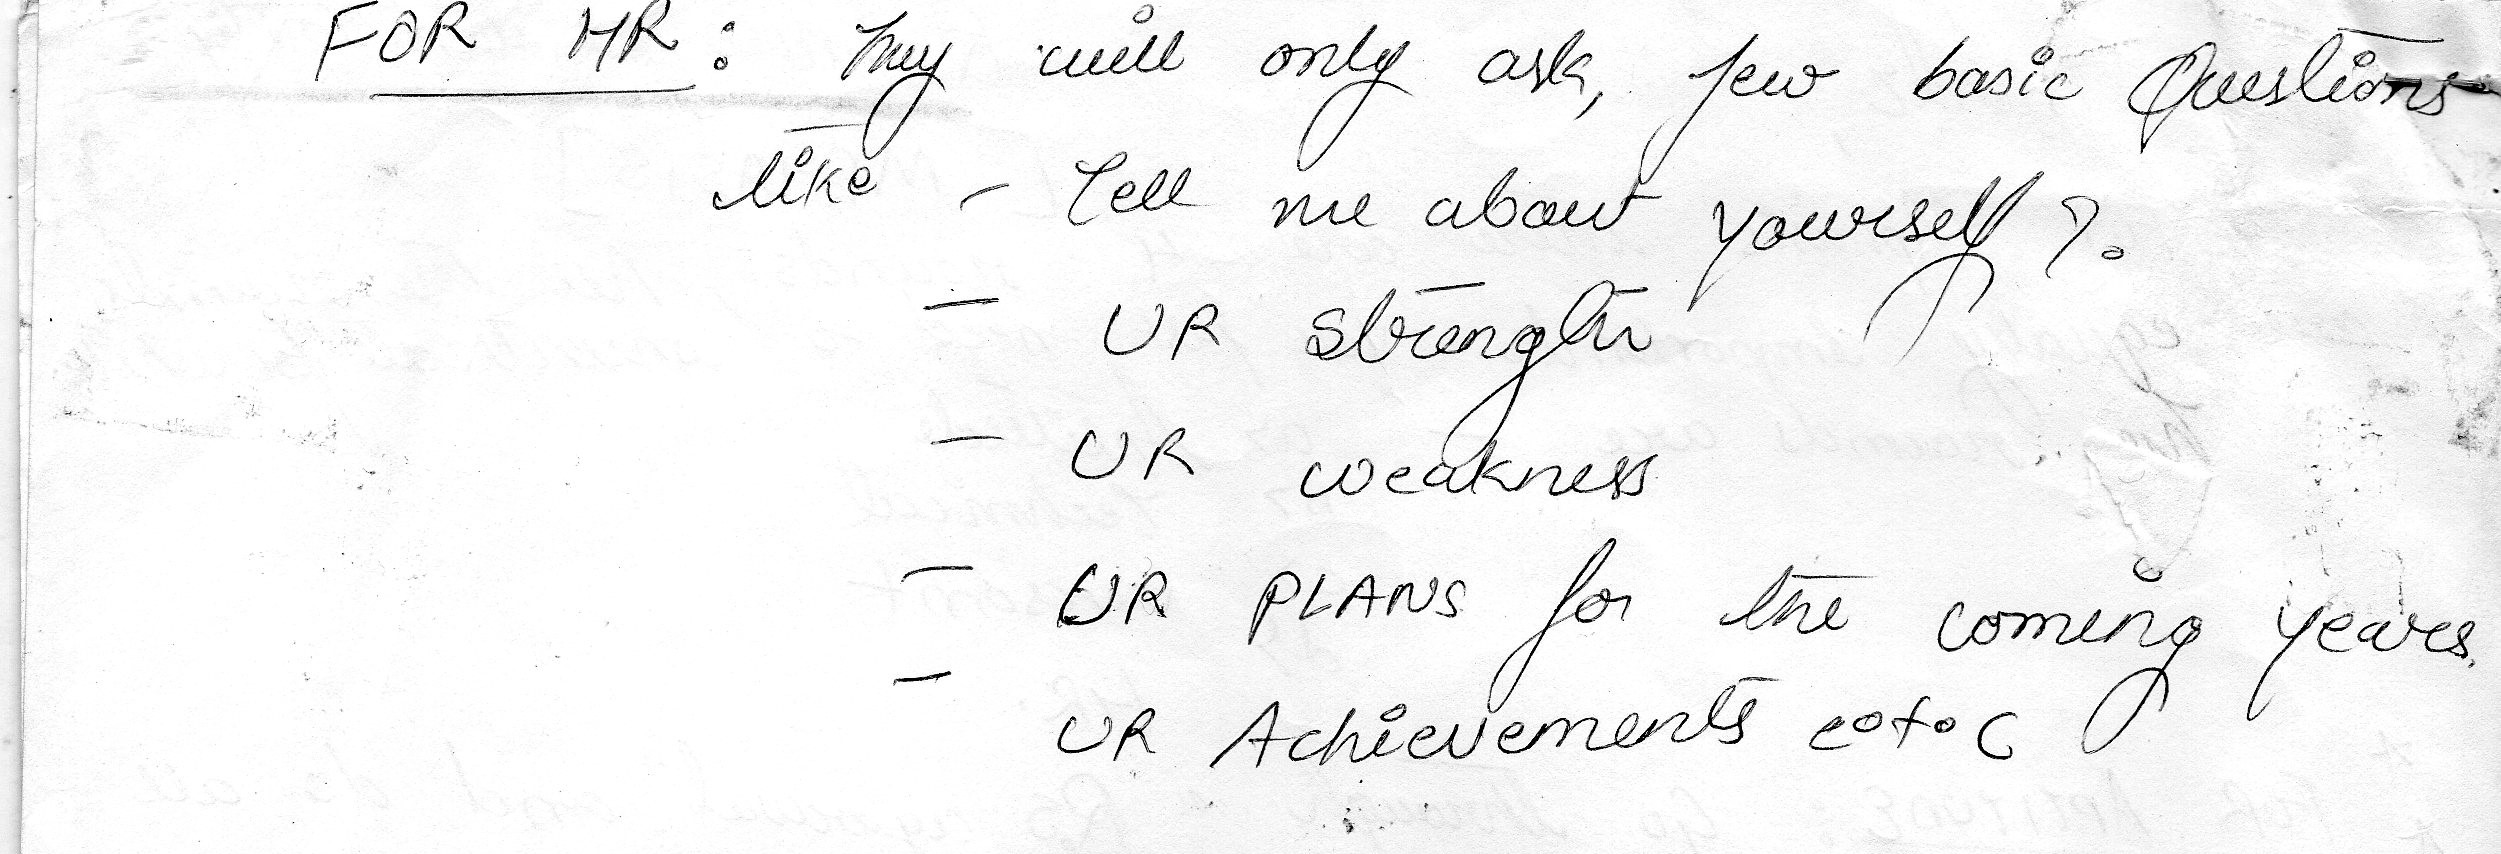 FOR HR: They will only ask, few basic Questions
like - Tell me about yourself?.
- UR Strength
- UR weakness
- UR PLANS for the coming years.
- UR Achievements e.t.c